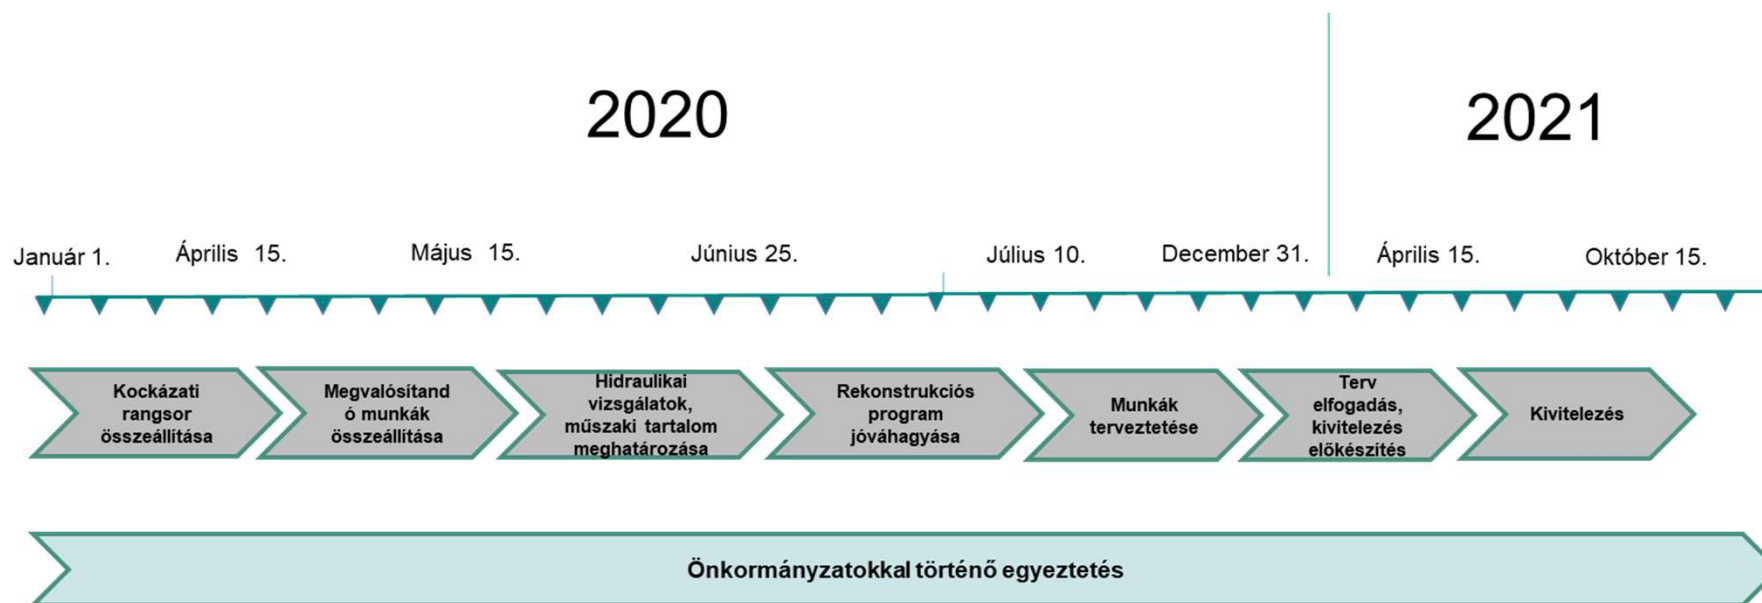 2020
2021
Január 1.
Április 15.
Május 15.
Június 25.
Július 10.
December 31.
Április 15.
Október 15.
Kockázati
rangsor
összeállítása
Megvalósítand
ó munkák
összeállítása
Hidraulikai
vizsgálatok,
műszaki tartalom
meghatározása
Rekonstrukciós
program
jóváhagyása
Munkák
terveztetése
Terv
elfogadás,
kivitelezés
előkészítés
Kivitelezés
Önkormányzatokkal történő egyeztetés